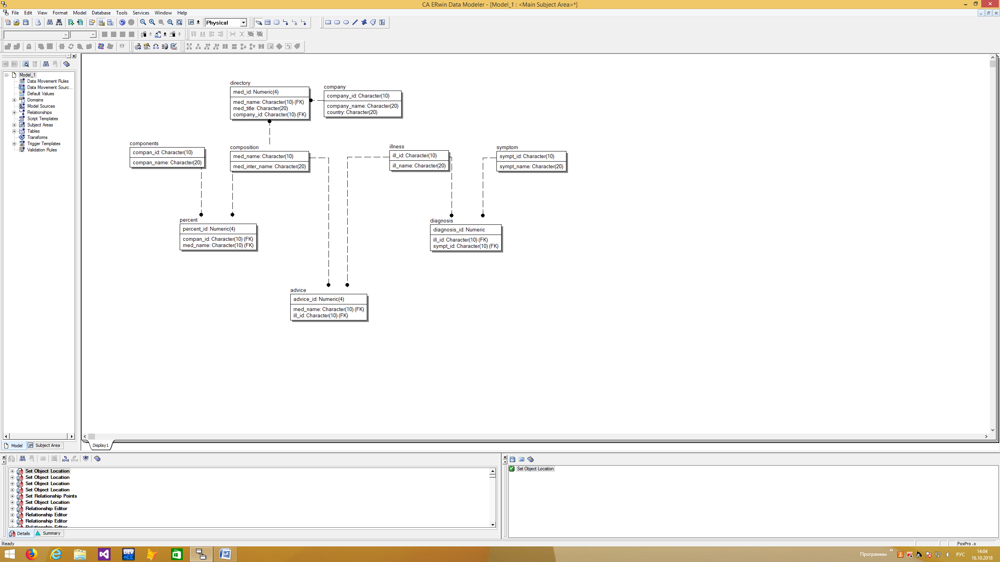 CA ERwin Data Modeler - [Model_1 : <Main Subject Area>*]
File Edit View Format Model Database Tools Services Window Help
Physical
Model_1
Data Movement Rules
Data Movement Sourc...
Default Values
Domains
Model Sources
Relationships
Script Templates
Subject Areas
Tables
Transforms
Trigger Templates
Validation Rules
Model
Subject Area
directory
med_id: Numeric(4)
med_name: Character(10) (FK)
med_title: Character(20)
company_id: Character(10) (FK)
company
company_id: Character(10)
company_name: Character(20)
country: Character(20)
components
compan_id: Character(10)
compan_name: Character(20)
composition
med_name: Character(10)
med_inter_name: Character(20)
illness
ill_id: Character(10)
ill_name: Character(20)
symptom
sympt_id: Character(10)
sympt_name: Character(20)
percent
percent_id: Numeric(4)
compan_id: Character(10) (FK)
med_name: Character(10) (FK)
diagnosis
diagnosis_id: Numeric
ill_id: Character(10) (FK)
sympt_id: Character(10) (FK)
advice
advice_id: Numeric(4)
med_name: Character(10) (FK)
ill_id: Character(10) (FK)
Display1
Set Object Location
Set Object Location
Set Object Location
Set Object Location
Set Relationship Points
Set Object Location
Relationship Editor
Relationship Editor
Relationship Editor
Relationship Editor
Details
Summary
Set Object Location
Ready
FoxPro .x
DEV
Программы
РУС
14:04
16.10.2018